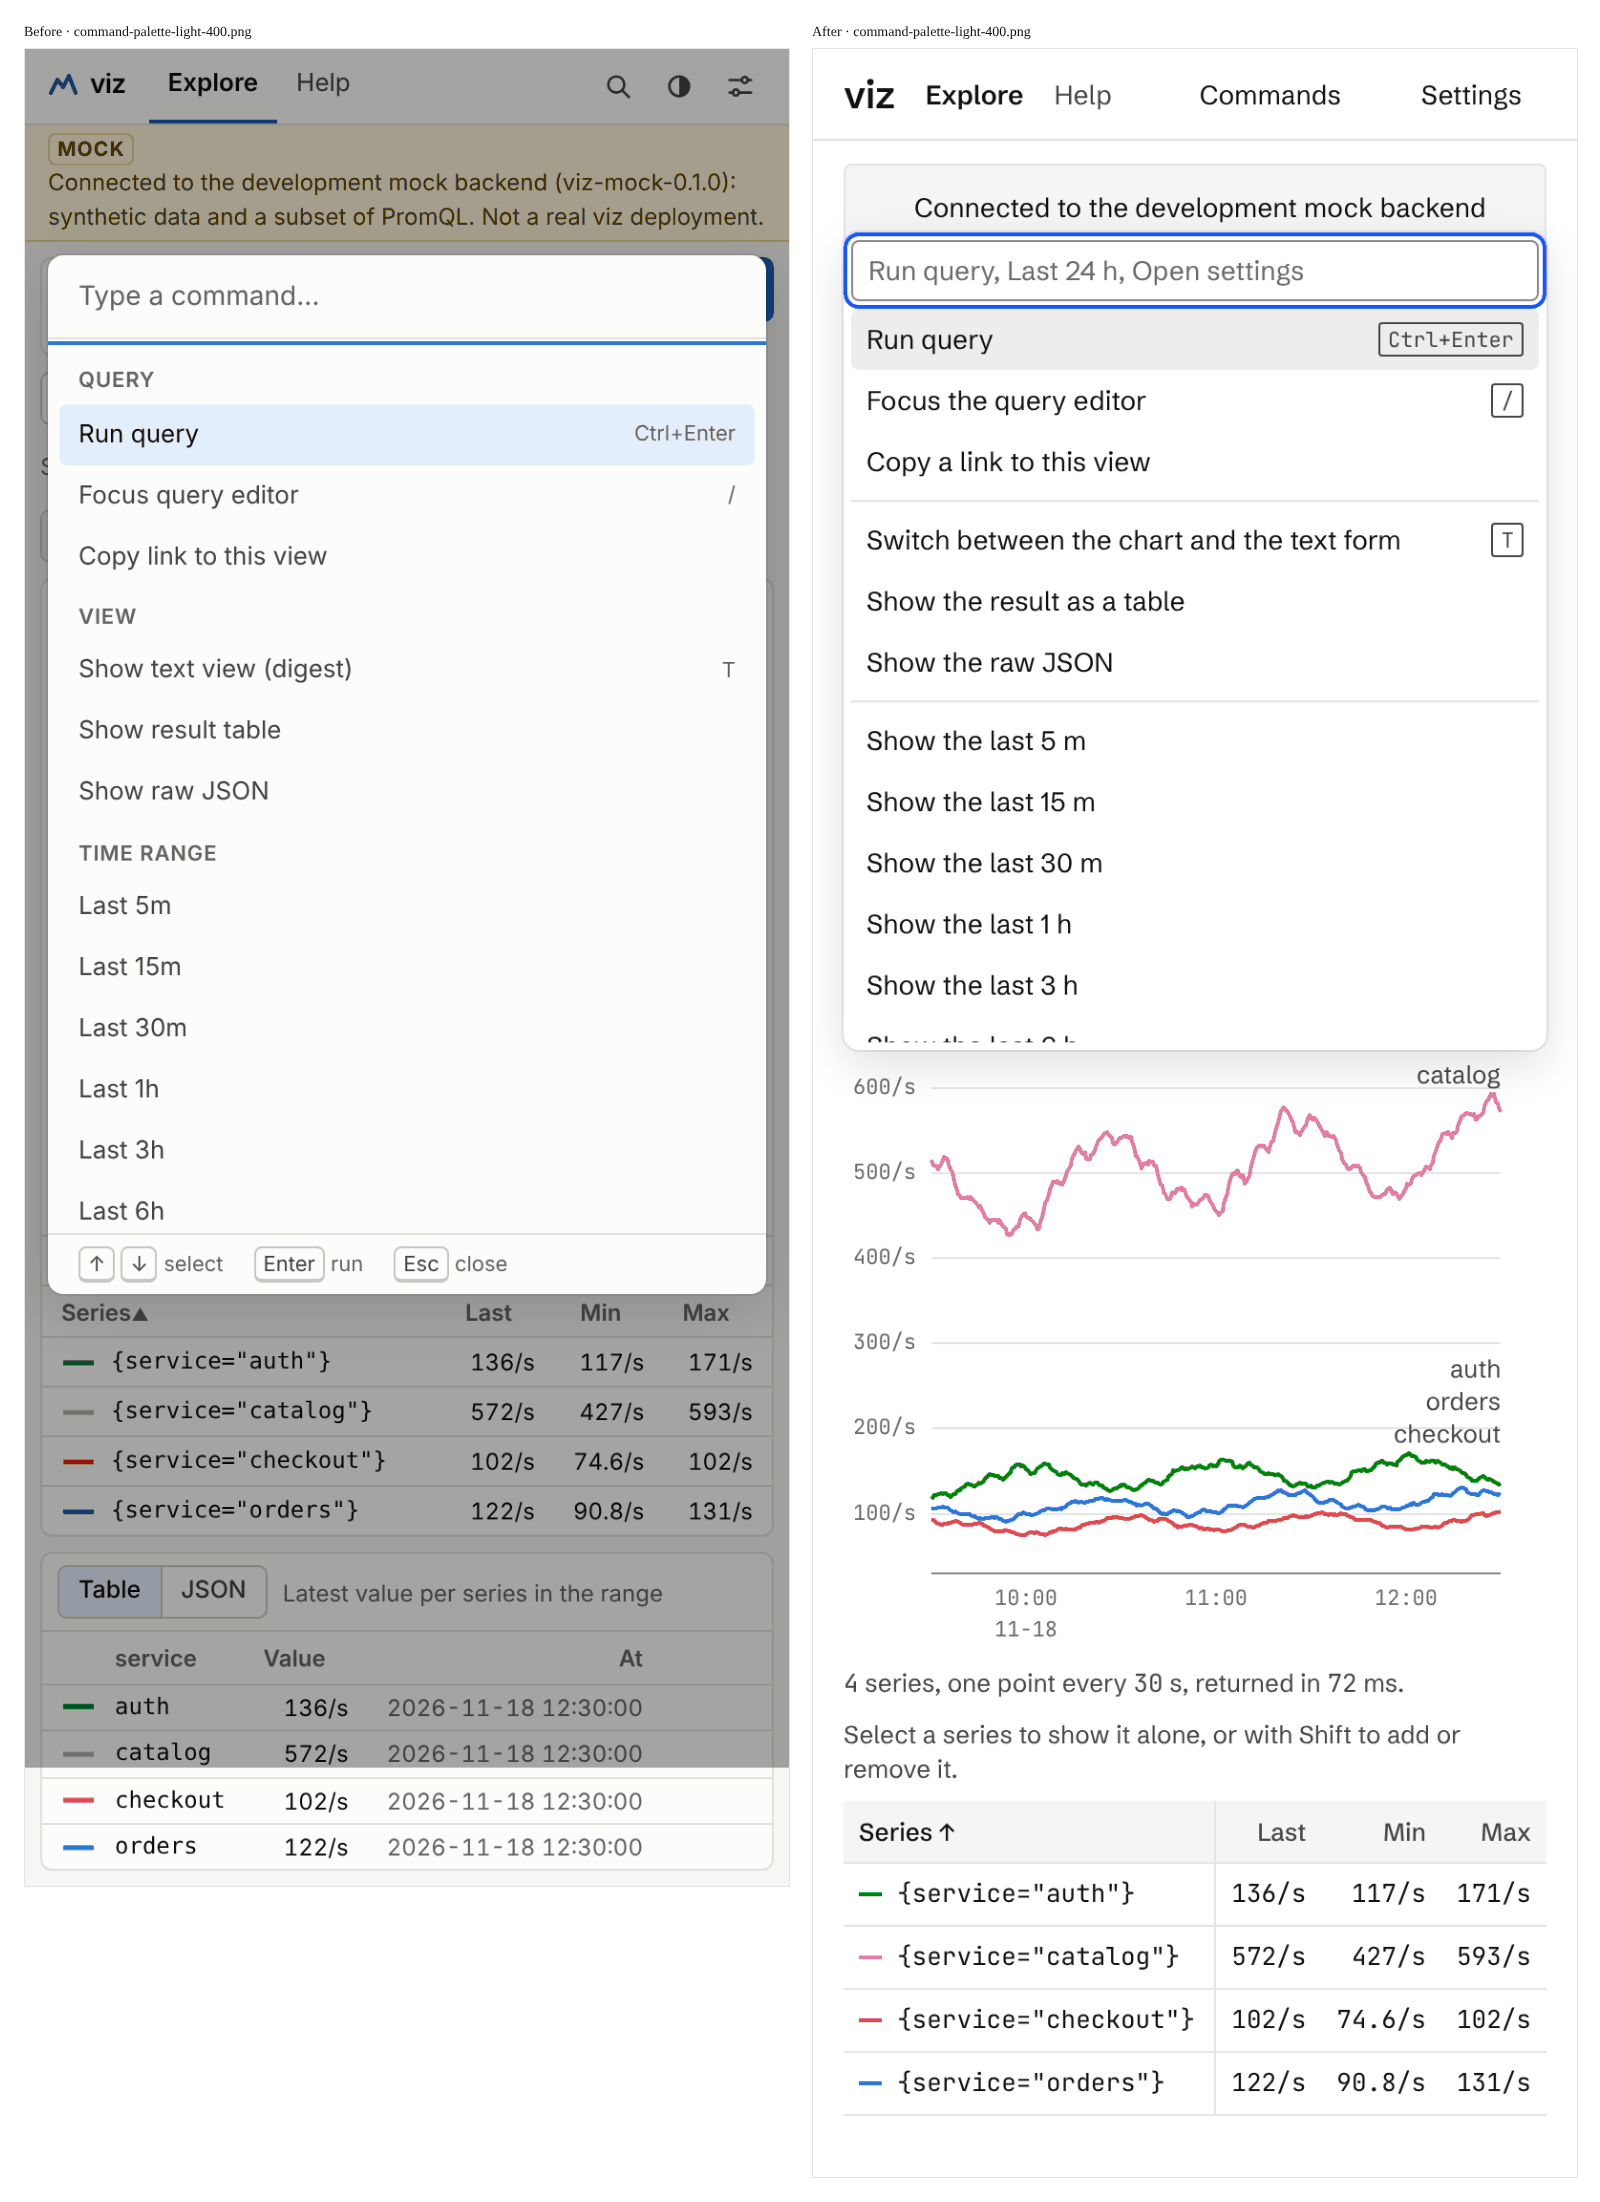 Before · command-palette-light-400.png
viz Explore Help
MOCK
Connected to the development mock backend (viz-mock-0.1.0):
synthetic data and a subset of PromQL. Not a real viz deployment.
Type a command...
QUERY
Run query Ctrl+Enter
Focus query editor /
Copy link to this view
VIEW
Show text view (digest) T
Show result table
Show raw JSON
TIME RANGE
Last 5m
Last 15m
Last 30m
Last 1h
Last 3h
Last 6h
↑ ↓ select Enter run Esc close
Series▲ Last Min Max
{service="auth"} 136/s 117/s 171/s
{service="catalog"} 572/s 427/s 593/s
{service="checkout"} 102/s 74.6/s 102/s
{service="orders"} 122/s 90.8/s 131/s
Table JSON Latest value per series in the range
service Value At
auth 136/s 2026-11-18 12:30:00
catalog 572/s 2026-11-18 12:30:00
checkout 102/s 2026-11-18 12:30:00
orders 122/s 2026-11-18 12:30:00
After · command-palette-light-400.png
viz Explore Help Commands Settings
Connected to the development mock backend
Run query, Last 24 h, Open settings
Run query Ctrl+Enter
Focus the query editor /
Copy a link to this view
Switch between the chart and the text form T
Show the result as a table
Show the raw JSON
Show the last 5 m
Show the last 15 m
Show the last 30 m
Show the last 1 h
Show the last 3 h
catalog
600/s
500/s
400/s
300/s
auth
orders
200/s
checkout
100/s
10:00 11:00 12:00
11-18
4 series, one point every 30 s, returned in 72 ms.
Select a series to show it alone, or with Shift to add or
remove it.
Series ↑ Last Min Max
{service="auth"} 136/s 117/s 171/s
{service="catalog"} 572/s 427/s 593/s
{service="checkout"} 102/s 74.6/s 102/s
{service="orders"} 122/s 90.8/s 131/s